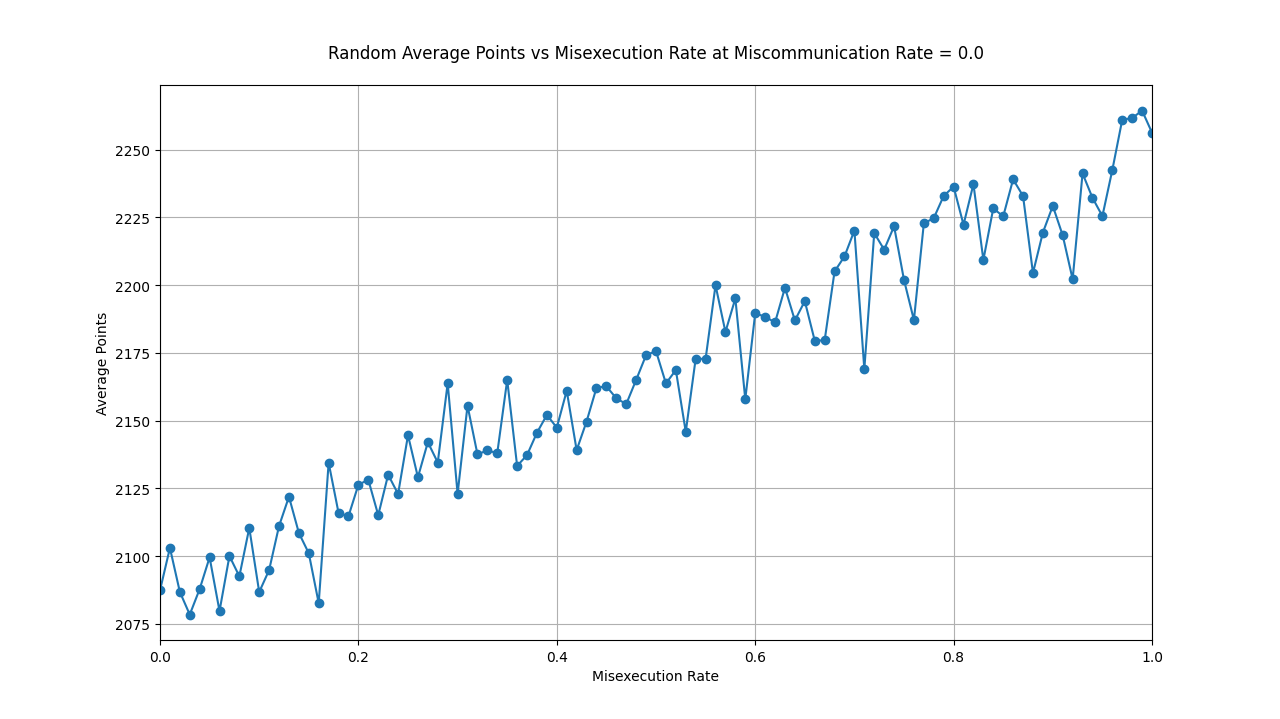 Random Average Points vs Misexecution Rate at Miscommunication Rate = 0.0
2250
2225
2200
2175
2150
2125
2100
2075
Average Points
0.0 0.2 0.4 0.6 0.8 1.0
Misexecution Rate